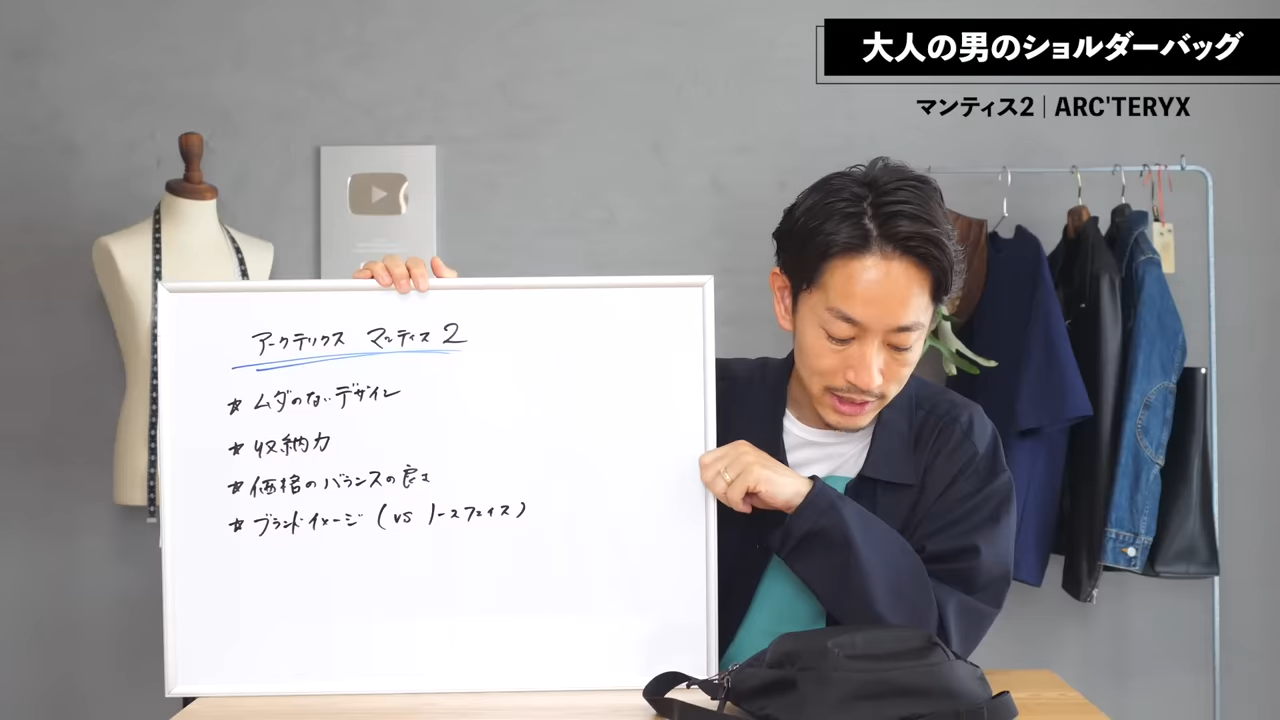 大人の男のショルダーバッグ
マンティス2｜ARC'TERYX
アークテリクス マンティス2
☆ ムダのないデザイン
☆ 収納力
☆ 価格のバランスの良さ
☆ ブランドイメージ (vs ノースフェイス)